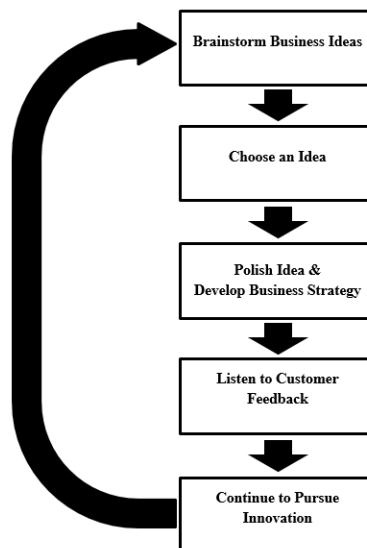 Brainstorm Business Ideas
Choose an Idea
Polish Idea &
Develop Business Strategy
Listen to Customer
Feedback
Continue to Pursue
Innovation